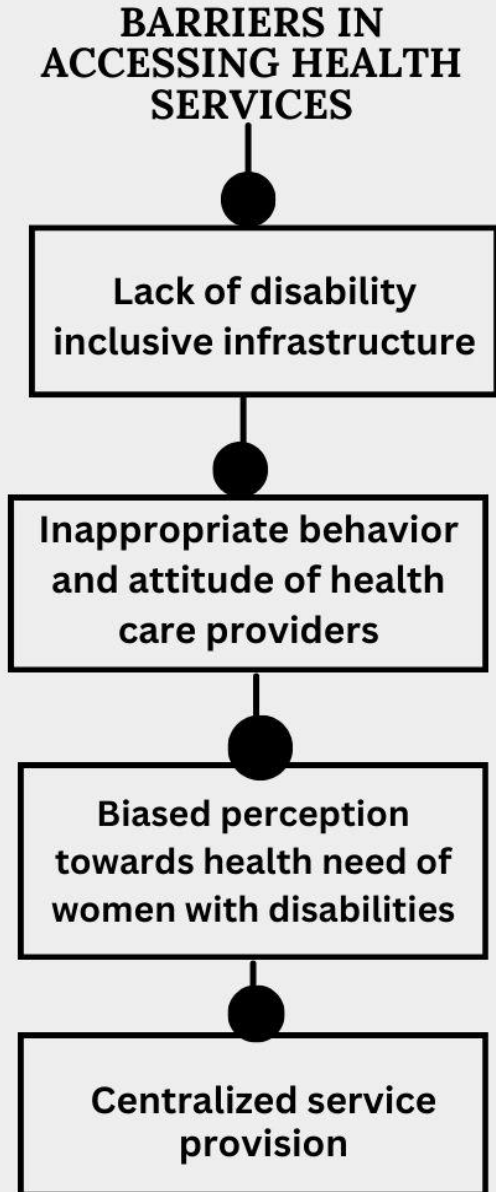 BARRIERS IN
ACCESSING HEALTH
SERVICES
Lack of disability
inclusive infrastructure
Inappropriate behavior
and attitude of health
care providers
Biased perception
towards health need of
women with disabilities
Centralized service
provision